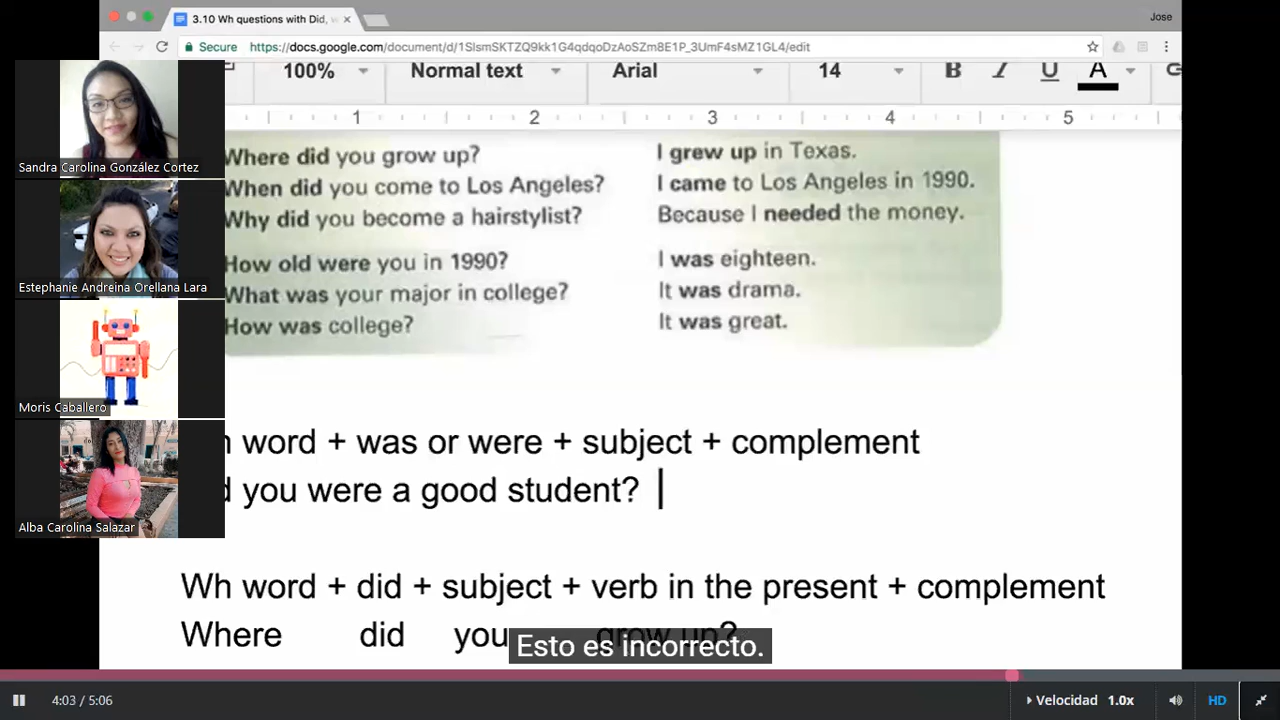 3.10 Wh questions with Did,
Jose
Secure https://docs.google.com/document/d/1SlsmSKTZQ9kk1G4qdqoDzAoSZm8E1P_3UmF4sMZ1GL4/edit
100% Normal text Arial 14 B I U A
1 2 3 4 5
Where did you grow up? I grew up in Texas.
When did you come to Los Angeles? I came to Los Angeles in 1990.
Why did you become a hairstylist? Because I needed the money.
How old were you in 1990? I was eighteen.
What was your major in college? It was drama.
How was college? It was great.
word + was or were + subject + complement
you were a good student?
Wh word + did + subject + verb in the present + complement
Where did you grow up?
Esto es incorrecto.
Sandra Carolina González Cortez
Estephanie Andreina Orellana Lara
Moris Caballero
Alba Carolina Salazar
4:03 / 5:06 Velocidad 1.0x HD